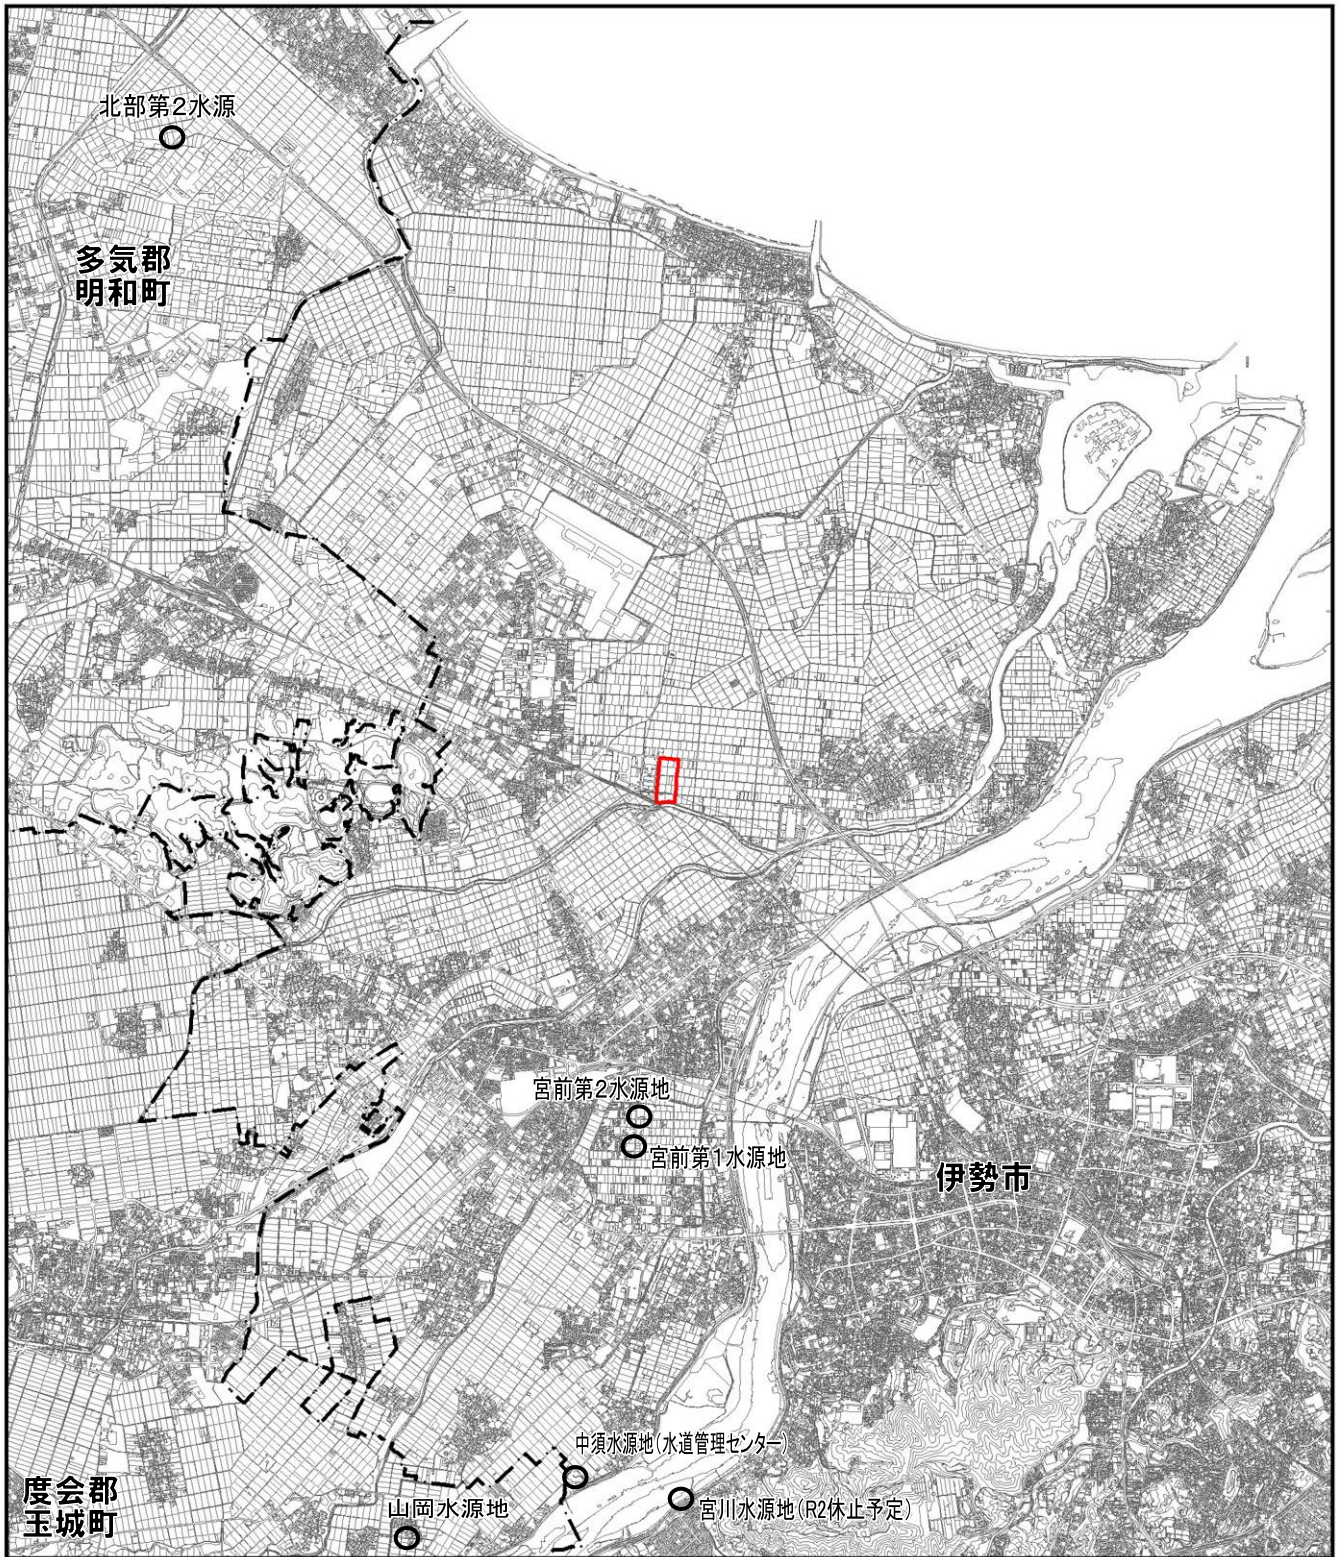 北部第2水源
多気郡
明和町
宮前第2水源地
宮前第1水源地
伊勢市
中須水源地(水道管理センター)
度会郡
玉城町
山岡水源地
宮川水源地(R2休止予定)